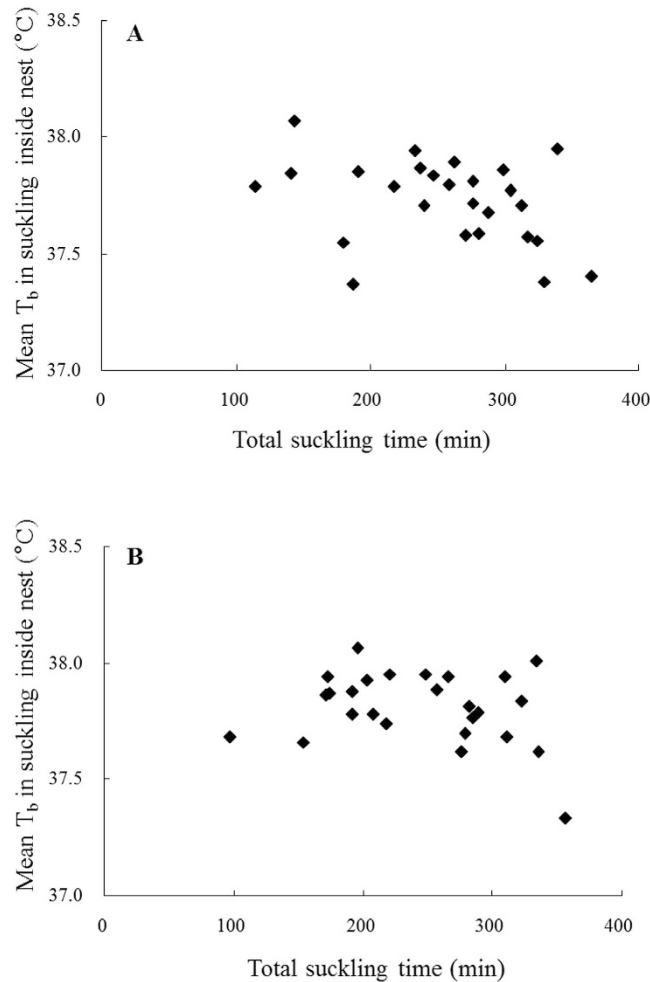 A
Mean Tb in suckling inside nest (°C)
38.5
38.0
37.5
37.0
0 100 200 300 400
Total suckling time (min)
B
Mean Tb in suckling inside nest (°C)
38.5
38.0
37.5
37.0
0 100 200 300 400
Total suckling time (min)